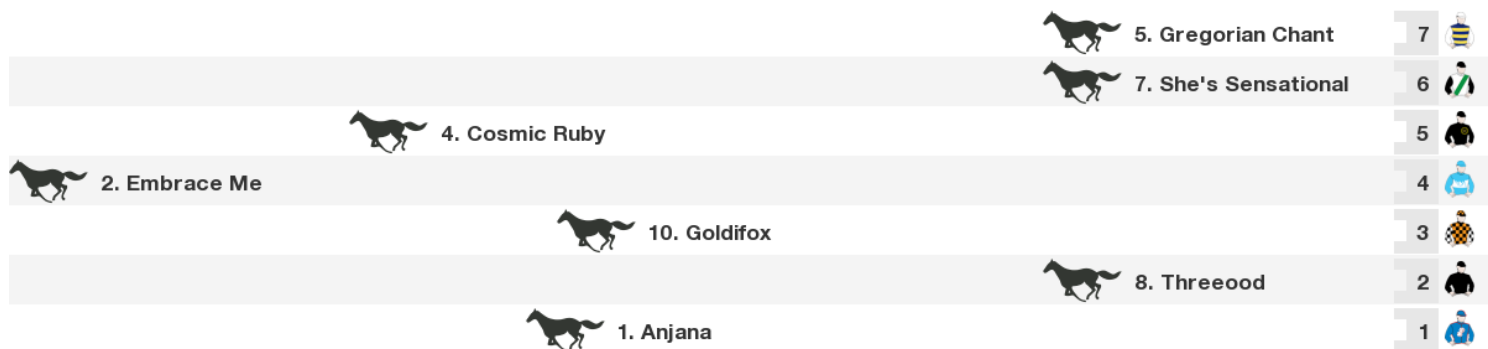 5. Gregorian Chant 7
7. She's Sensational 6
4. Cosmic Ruby 5
2. Embrace Me 4
10. Goldifox 3
8. Threeood 2
1. Anjana 1